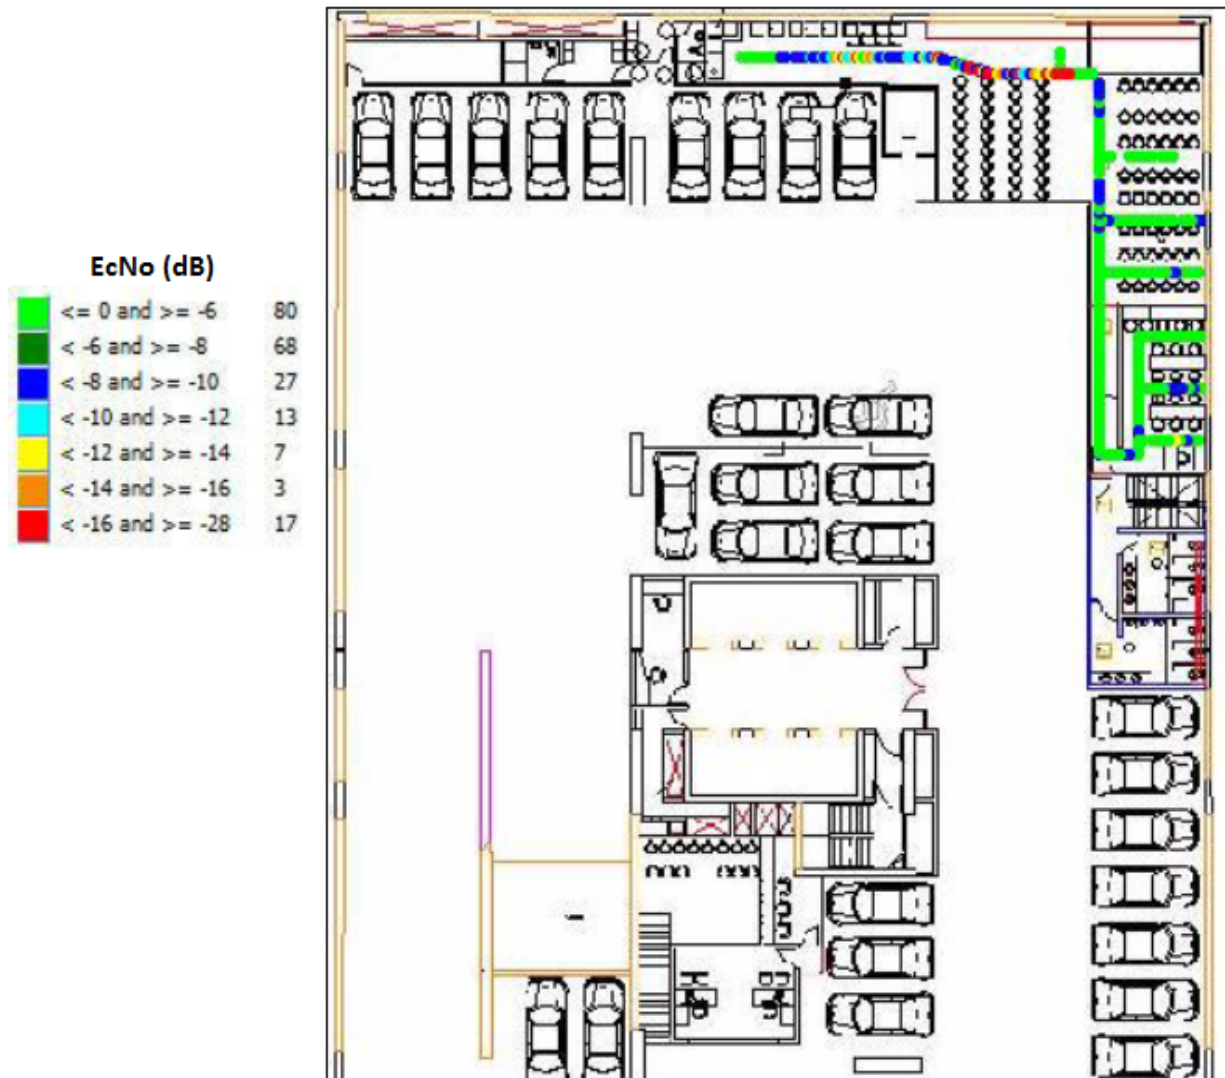 EcNo (dB)
<= 0 and >= -6 80
< -6 and >= -8 68
< -8 and >= -10 27
< -10 and >= -12 13
< -12 and >= -14 7
< -14 and >= -16 3
< -16 and >= -28 17